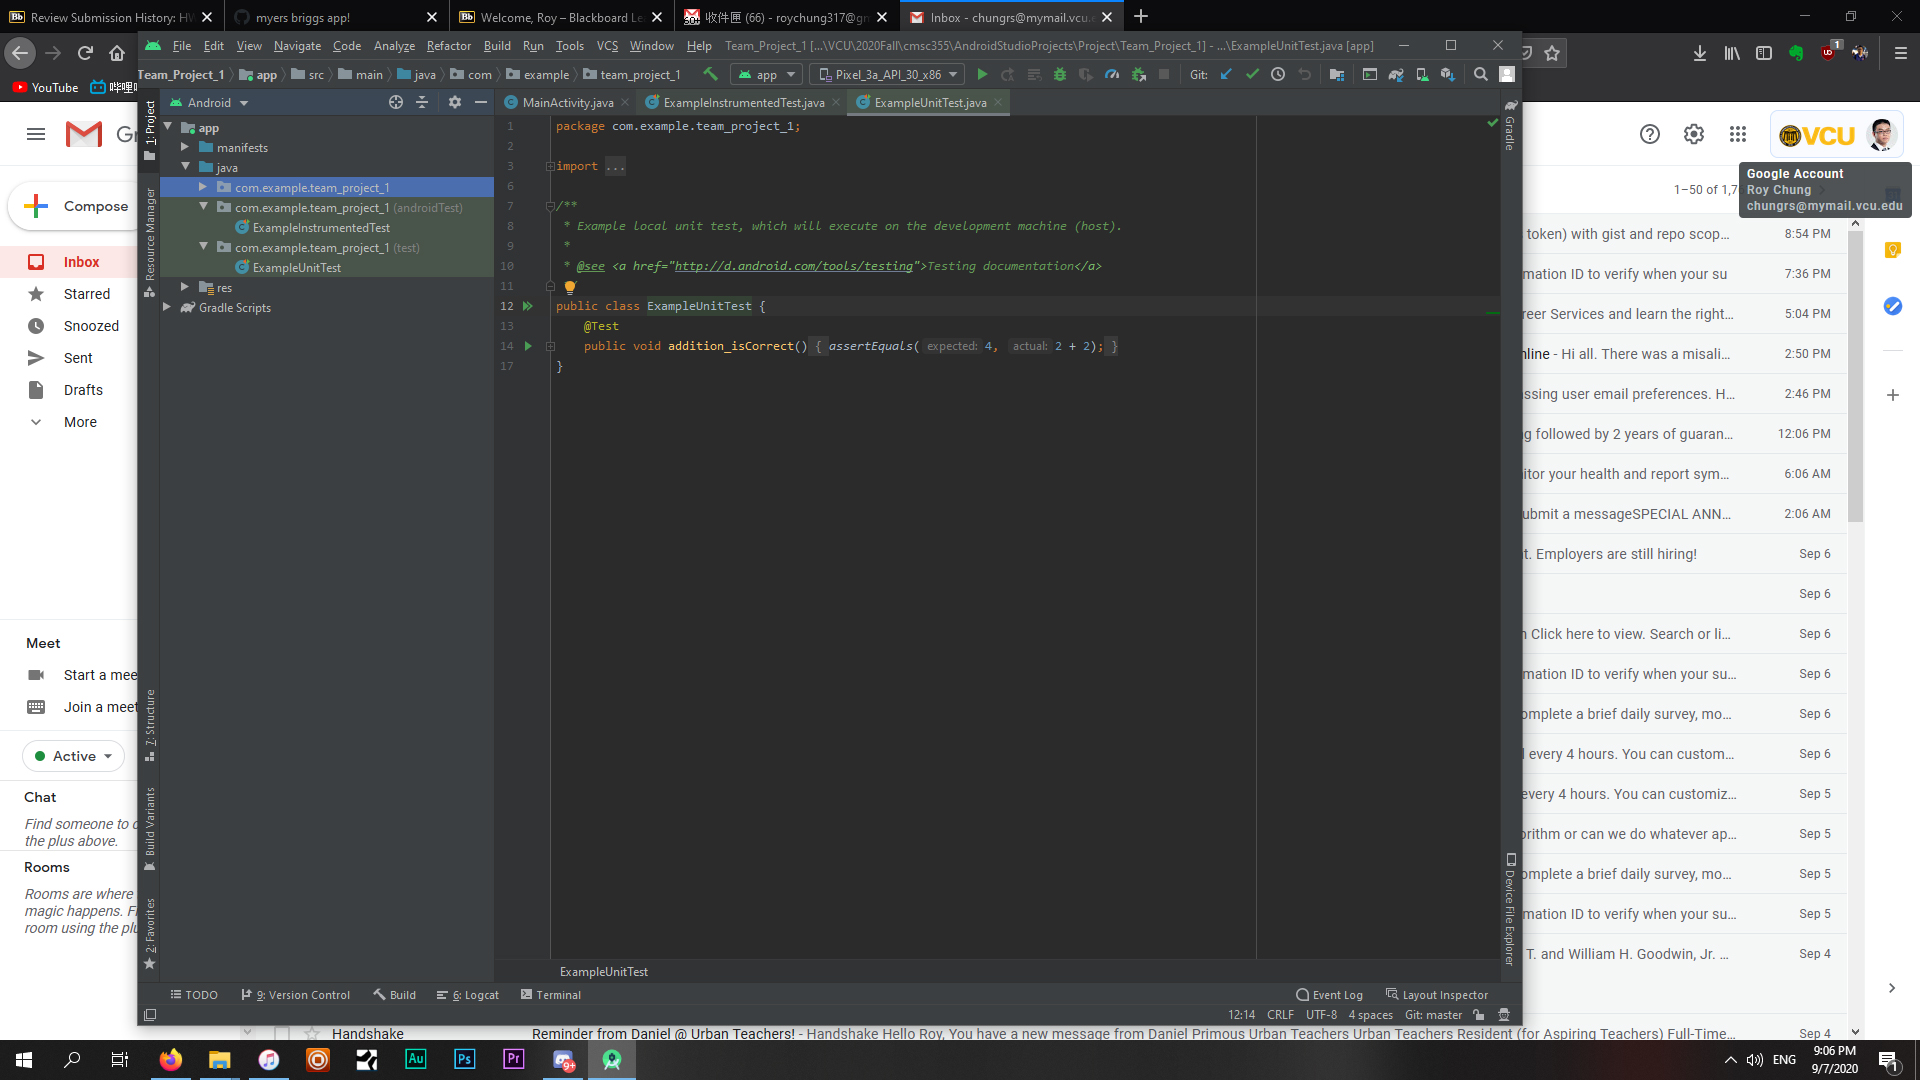 Review Submission History: HW
myers briggs app!
Welcome, Roy – Blackboard Le
收件匣 (66) - roychung317@gm
Inbox - chungrs@mymail.vcu.e
File Edit View Navigate Code Analyze Refactor Build Run Tools VCS Window Help Team_Project_1 [...\VCU\2020Fall\cmsc355\AndroidStudioProjects\Project\Team_Project_1] - ...\ExampleUnitTest.java [app]
Team_Project_1 app src main java com example team_project_1 app Pixel_3a_API_30_x86 Git:
YouTube
Android
MainActivity.java ExampleInstrumentedTest.java ExampleUnitTest.java
1: Project
Resource Manager
7: Structure
Build Variants
2: Favorites
app
manifests
java
com.example.team_project_1
com.example.team_project_1 (androidTest)
ExampleInstrumentedTest
com.example.team_project_1 (test)
ExampleUnitTest
res
Gradle Scripts
1 package com.example.team_project_1;
2
3 import ...
6
7 /**
8 * Example local unit test, which will execute on the development machine (host).
9 *
10 * @see <a href="http://d.android.com/tools/testing">Testing documentation</a>
11
12 public class ExampleUnitTest {
13 @Test
14 public void addition_isCorrect() { assertEquals( expected: 4, actual: 2 + 2); }
17 }
ExampleUnitTest
TODO 9: Version Control Build 6: Logcat Terminal Event Log Layout Inspector
12:14 CRLF UTF-8 4 spaces Git: master
Gradle
Device File Explorer
Compose
Inbox
Starred
Snoozed
Sent
Drafts
More
Meet
Start a mee
Join a meet
Active
Chat
Find someone to c
the plus above.
Rooms
Rooms are where
magic happens. Fi
room using the plu
VCU
Google Account
Roy Chung
chungrs@mymail.vcu.edu
1–50 of 1,7
token) with gist and repo scop... 8:54 PM
mation ID to verify when your su 7:36 PM
reer Services and learn the right... 5:04 PM
nline - Hi all. There was a misali... 2:50 PM
ssing user email preferences. H... 2:46 PM
g followed by 2 years of guaran... 12:06 PM
itor your health and report sym... 6:06 AM
ubmit a messageSPECIAL ANN... 2:06 AM
t. Employers are still hiring! Sep 6
Sep 6
n Click here to view. Search or li... Sep 6
mation ID to verify when your su... Sep 6
omplete a brief daily survey, mo... Sep 6
d every 4 hours. You can custom... Sep 6
every 4 hours. You can customiz... Sep 5
orithm or can we do whatever ap... Sep 5
omplete a brief daily survey, mo... Sep 5
mation ID to verify when your su... Sep 5
T. and William H. Goodwin, Jr. ... Sep 4
Handshake Reminder from Daniel @ Urban Teachers! - Handshake Hello Roy, You have a new message from Daniel Primous Urban Teachers Urban Teachers Resident (for Aspiring Teachers) Full-Time... Sep 4
Au Ps Pr 9+
ENG
9:06 PM
9/7/2020
1